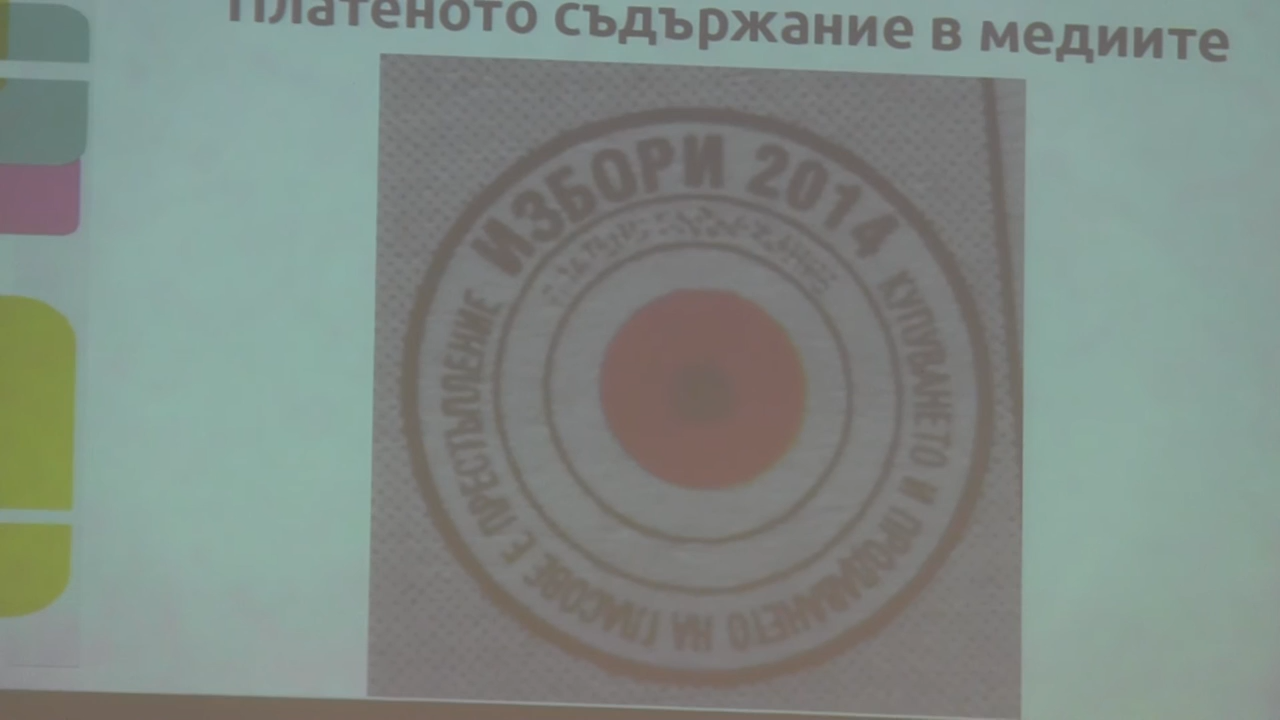 Платеното съдържание в медиите
ИЗБОРИ 2014
КУПУВАНЕТО И ПРОДАВАНЕТО НА ГЛАСОВЕ Е ПРЕСТЪПЛЕНИЕ